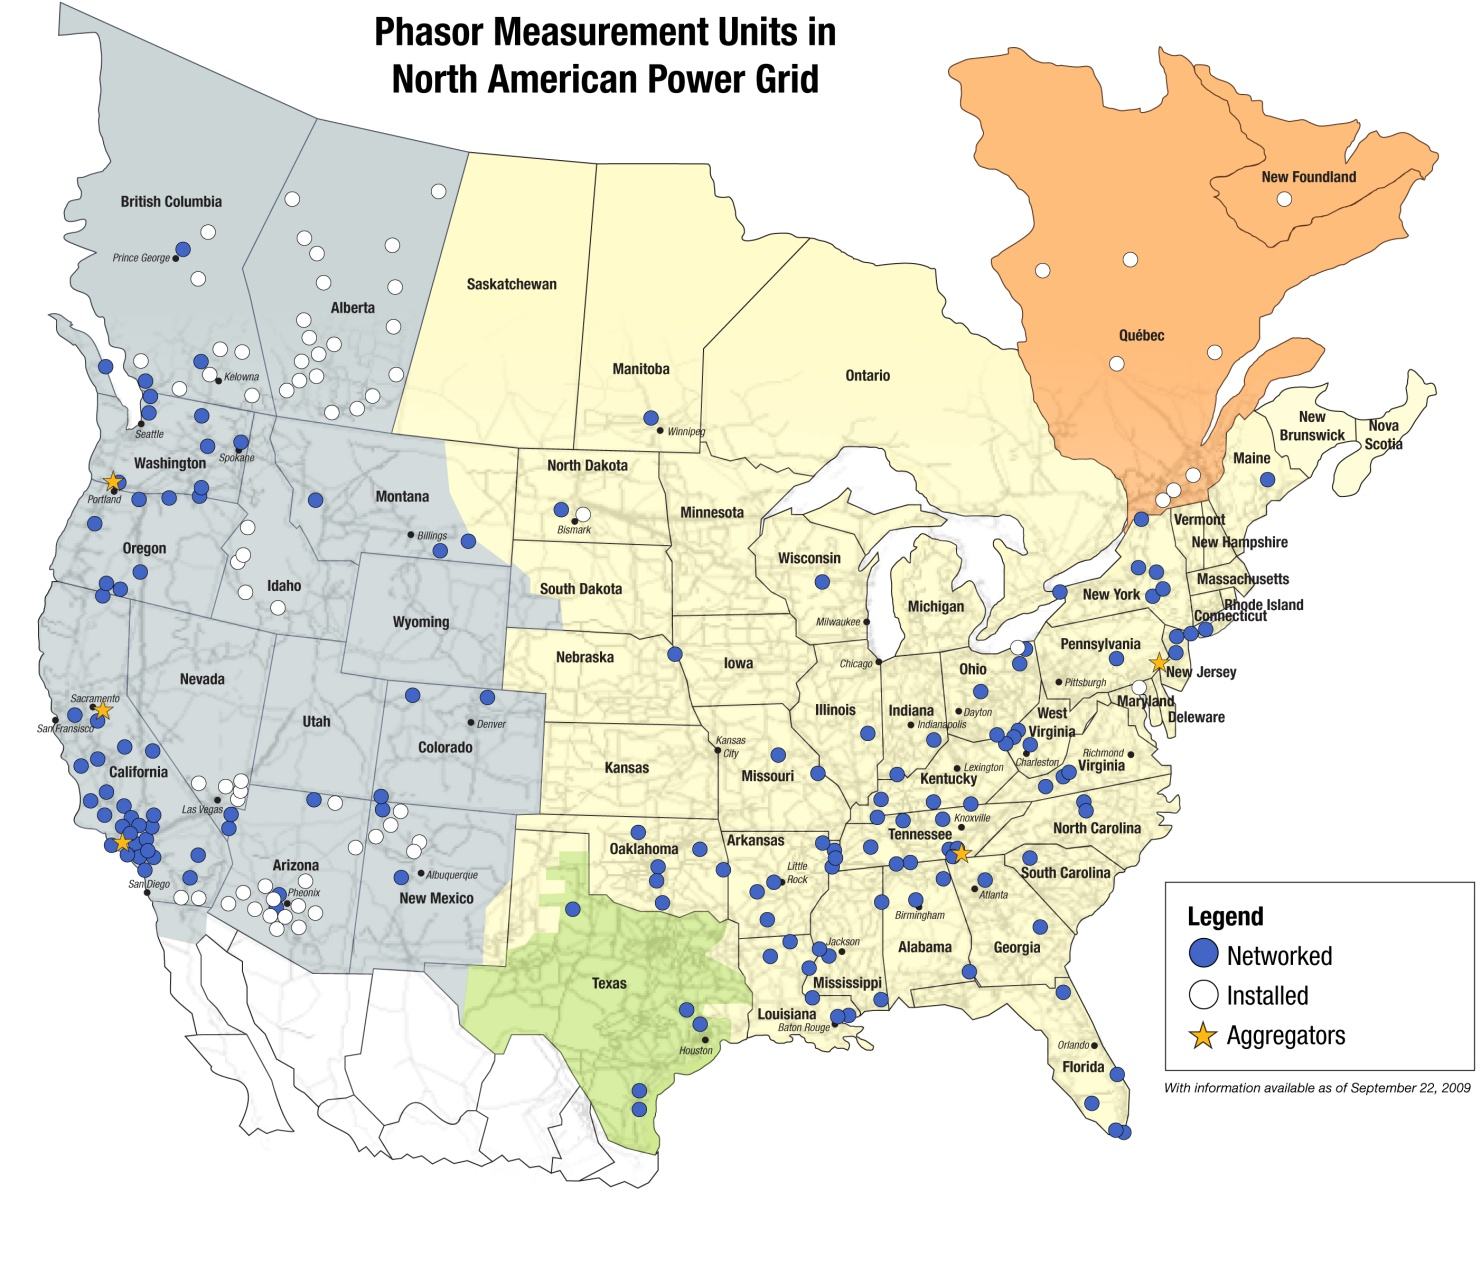 Phasor Measurement Units in
North American Power Grid
New Foundland
British Columbia
Prince George
Saskatchewan
Alberta
Québec
Manitoba
Ontario
Kelowna
New
Brunswick
Nova
Scotia
Winnipeg
Seattle
Maine
Washington
Spokane
North Dakota
Portland
Montana
Minnesota
Vermont
Bismark
Billings
New Hampshire
Oregon
Wisconsin
Idaho
South Dakota
Massachusetts
New York
Michigan
Rhode Island
Connecticut
Wyoming
Milwaukee
Pennsylvania
Nebraska
Iowa
Chicago
Ohio
New Jersey
Nevada
Pittsburgh
Sacramento
Maryland
Illinois
Indiana
Dayton
West
Virginia
Deleware
San Fransisco
Utah
Denver
Indianapolis
Colorado
Kansas
City
Richmond
Charleston
Virginia
California
Kansas
Missouri
Lexington
Kentucky
Las Vegas
Knoxville
North Carolina
Tennessee
Arkansas
Oklahoma
Arizona
Little
Rock
South Carolina
Albuquerque
San Diego
Pheonix
New Mexico
Atlanta
Birmingham
Jackson
Alabama
Georgia
Texas
Mississippi
Louisiana
Baton Rouge
Houston
Orlando
Florida
Legend
Networked
Installed
Aggregators
With information available as of September 22, 2009